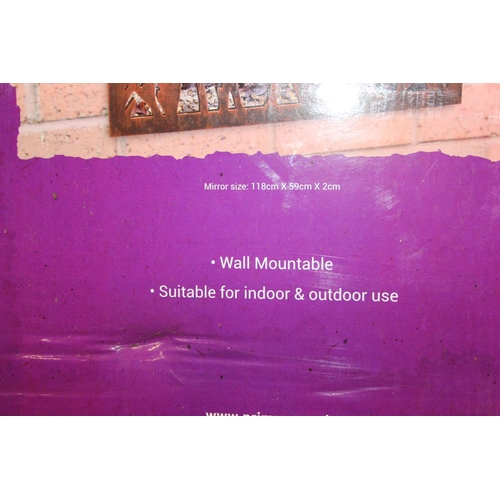 Mirror size: 118cm X 59cm X 2cm
• Wall Mountable
• Suitable for indoor & outdoor use